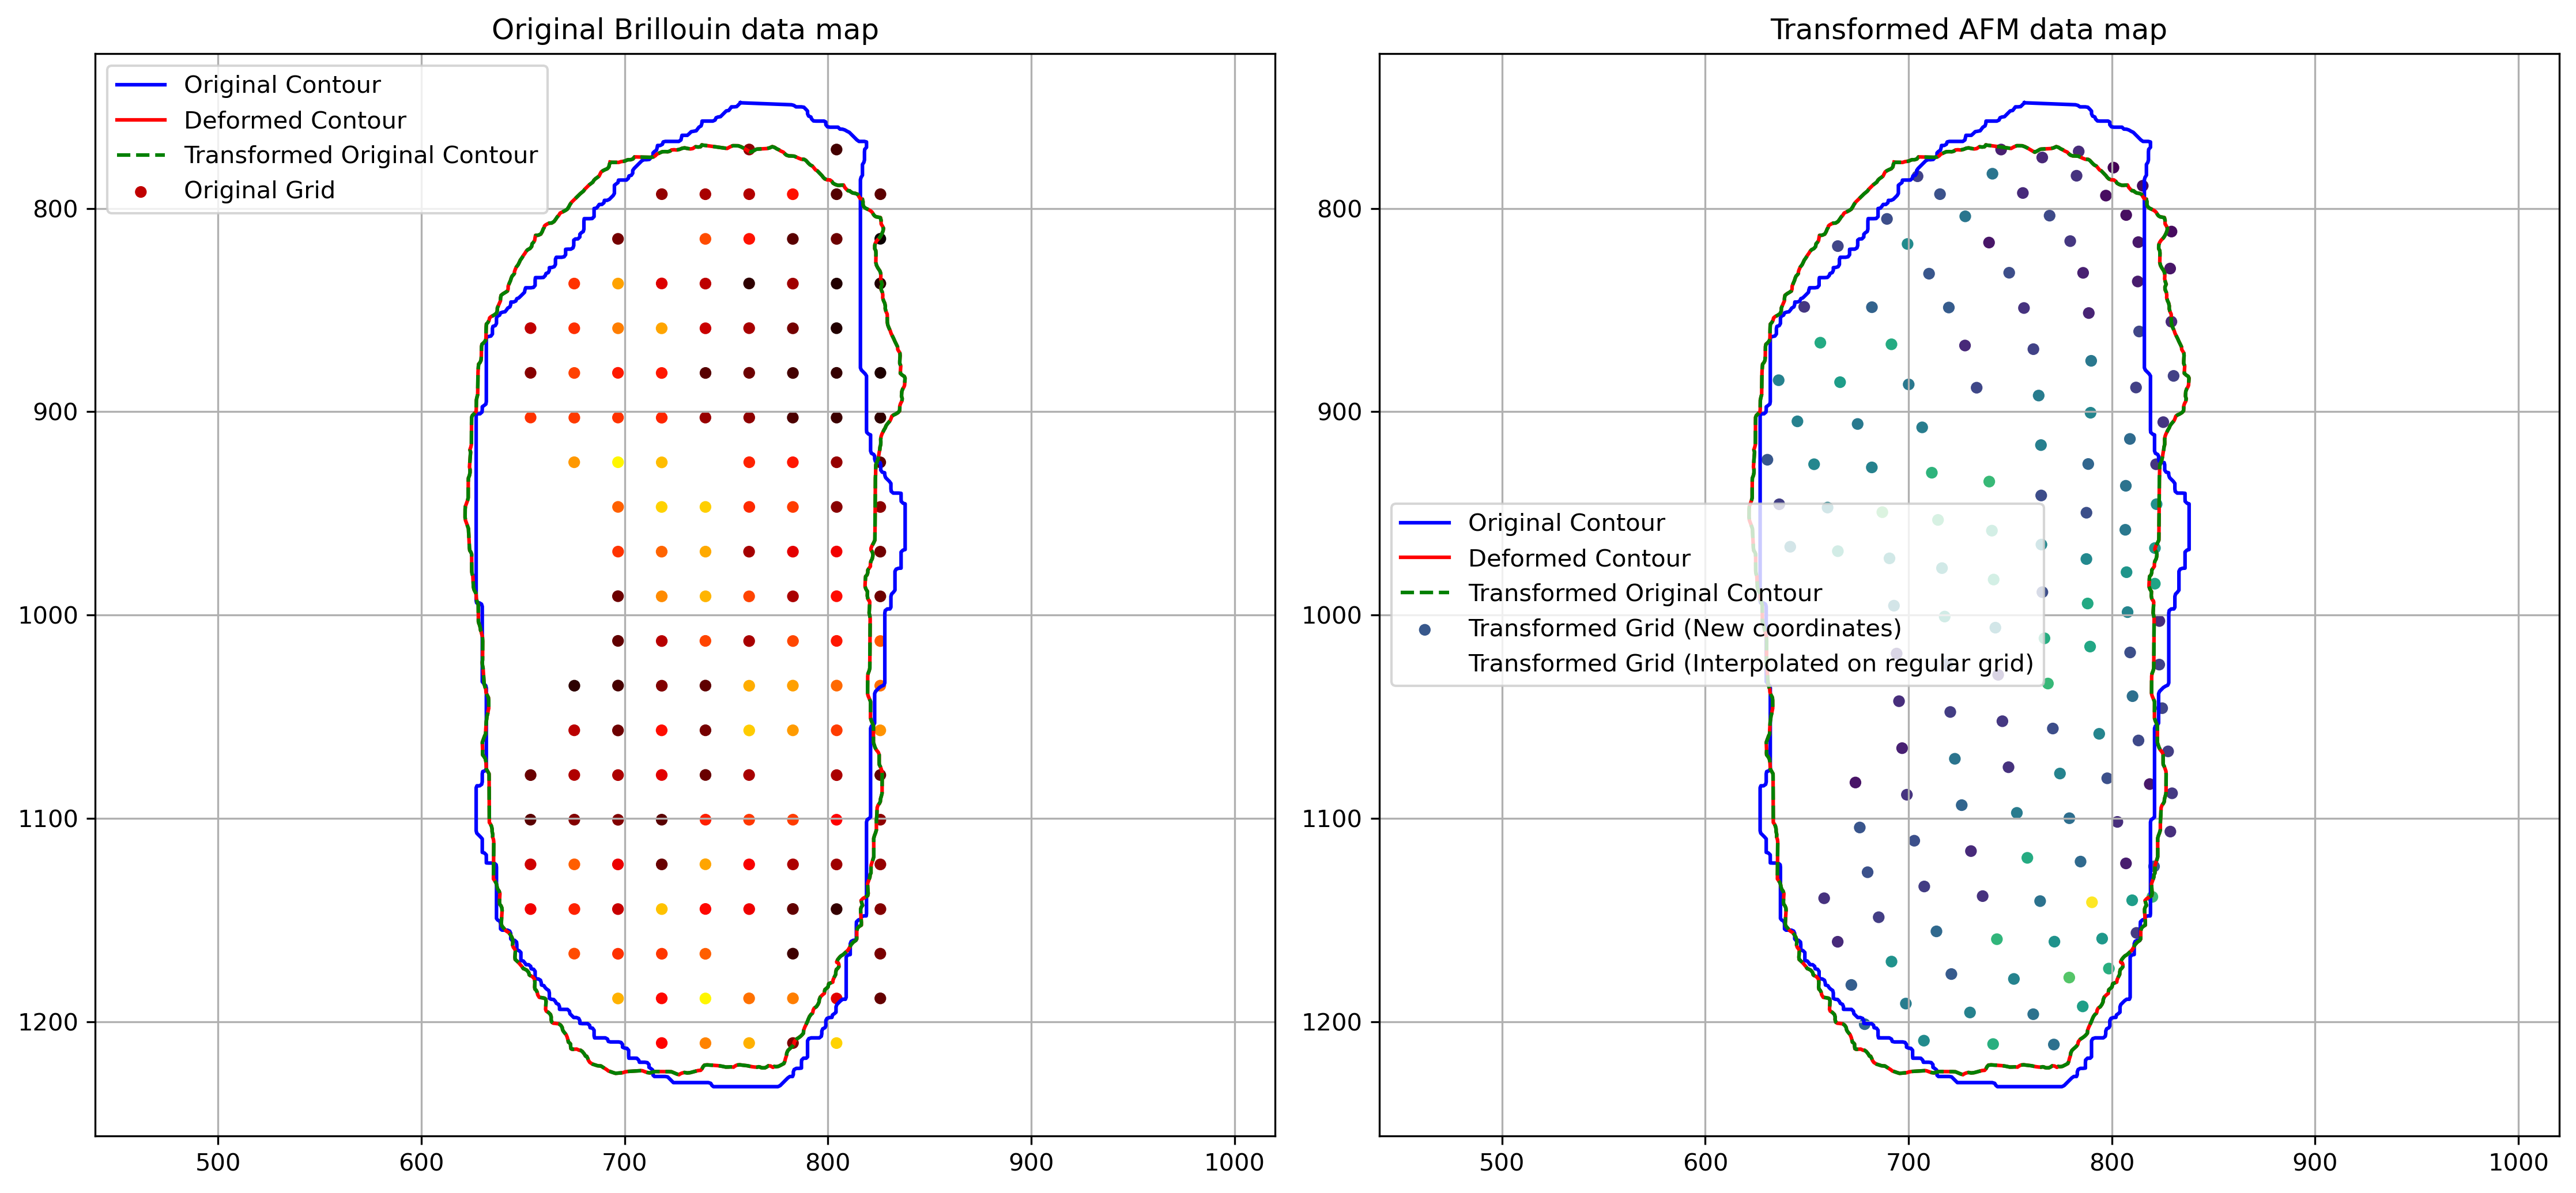 Original Brillouin data map
Original Contour
Deformed Contour
Transformed Original Contour
Original Grid
800
900
1000
1100
1200
500
600
700
800
900
1000
Transformed AFM data map
800
900
1000
1100
1200
Original Contour
Deformed Contour
Transformed Original Contour
Transformed Grid (New coordinates)
Transformed Grid (Interpolated on regular grid)
500
600
700
800
900
1000